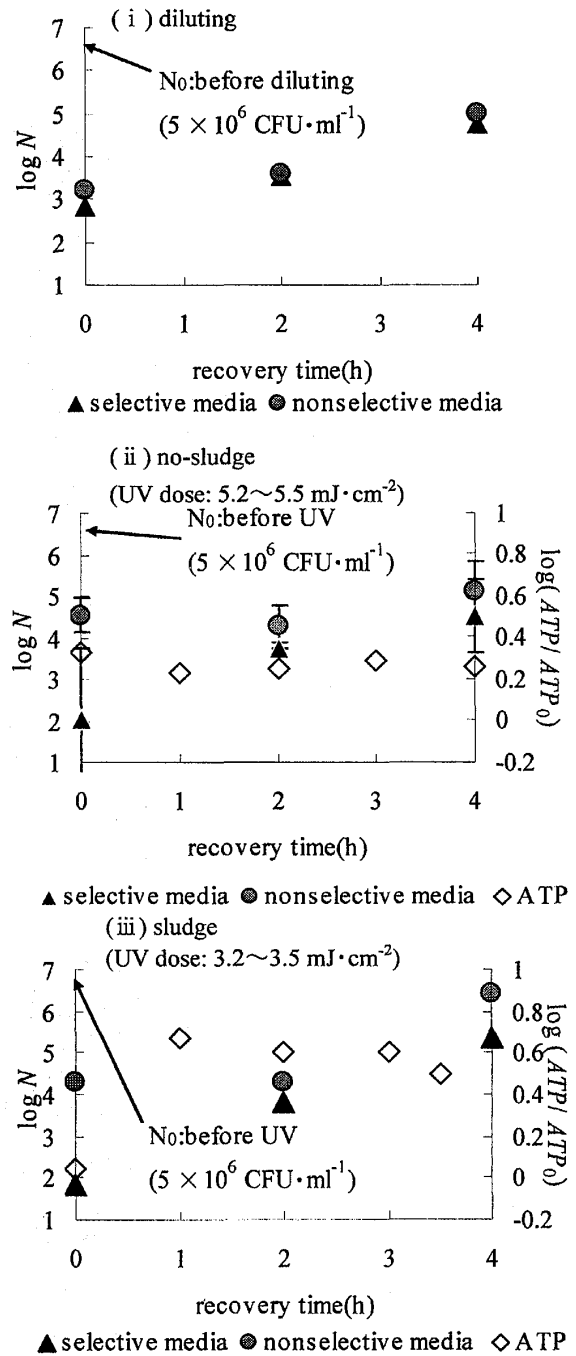 ( i ) diluting
7
6
5
4
3
2
1
log N
N0:before diluting
(5 × 10^6 CFU·ml^-1)
0 1 2 3 4
recovery time(h)
▲ selective media ● nonselective media
(ii) no-sludge
(UV dose: 5.2~5.5 mJ·cm^-2)
7
6
5
4
3
2
1
log N
N0:before UV
(5 × 10^6 CFU·ml^-1)
1
0.8
0.6
0.4
0.2
0
-0.2
log(ATP/ATP0)
0 1 2 3 4
recovery time(h)
▲ selective media ● nonselective media ◇ ATP
(iii) sludge
(UV dose: 3.2~3.5 mJ·cm^-2)
7
6
5
4
3
2
1
log N
N0:before UV
(5 × 10^6 CFU·ml^-1)
1
0.8
0.6
0.4
0.2
0
-0.2
log (ATP/ATP0)
0 1 2 3 4
recovery time(h)
▲ selective media ● nonselective media ◇ ATP